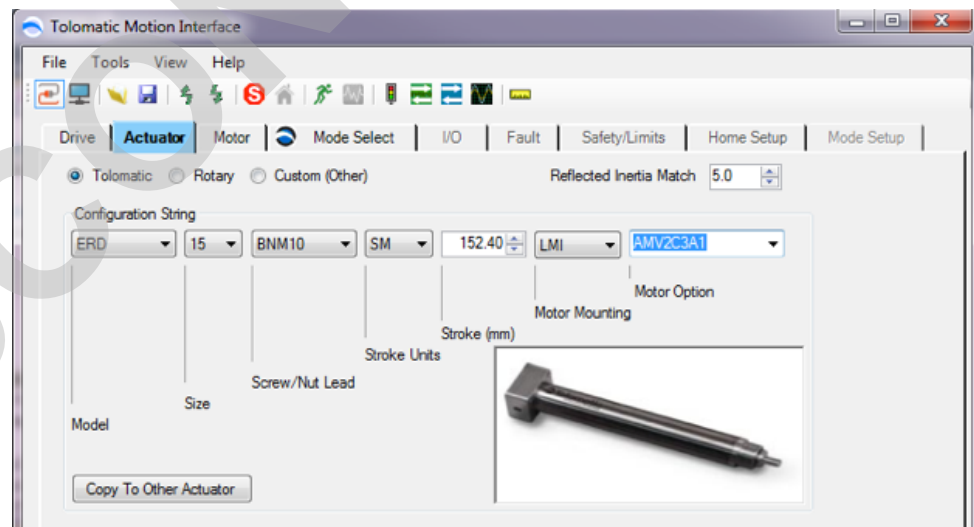 Tolomatic Motion Interface
File Tools View Help
Drive Actuator Motor Mode Select I/O Fault Safety/Limits Home Setup Mode Setup
Tolomatic Rotary Custom (Other) Reflected Inertia Match 5.0
Configuration String
ERD 15 BNM10 SM 152.40 LMI AMV2C3A1
Motor Option
Motor Mounting
Stroke (mm)
Stroke Units
Screw/Nut Lead
Size
Model
Copy To Other Actuator